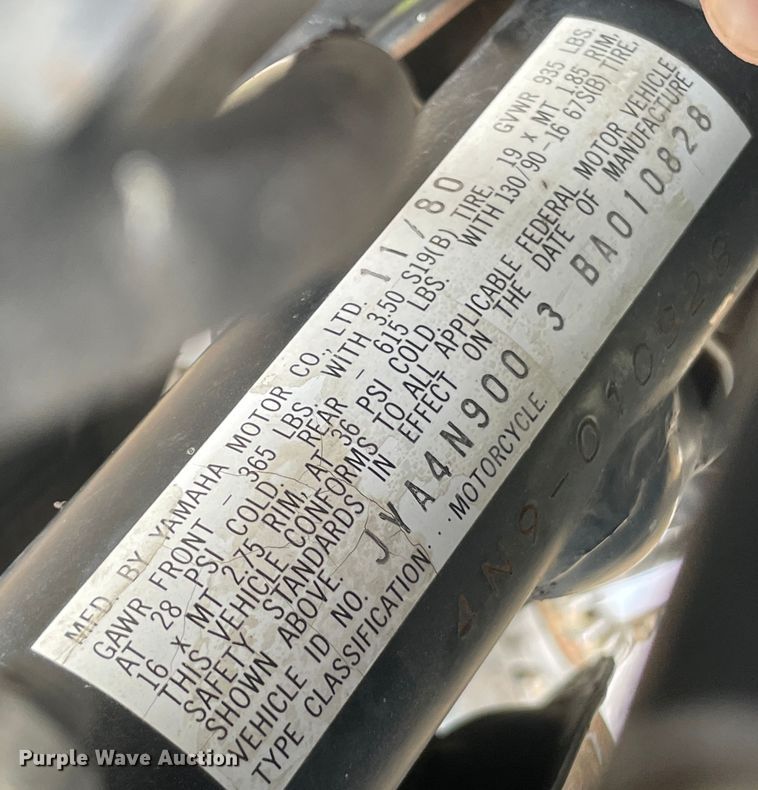 MFD. BY YAMAHA MOTOR CO., LTD. 11/80 GVWR 935 LBS.
GAWR FRONT - 365 LBS. WITH 3.50 S19(B) TIRE, 19 x MT 1.85 RIM,
AT 28 PSI COLD. REAR - 615 LBS. WITH 130/90-16 67S(B) TIRE,
16 x MT 2.75 RIM, AT 36 PSI COLD.
THIS VEHICLE CONFORMS TO ALL APPLICABLE FEDERAL MOTOR VEHICLE
SAFETY STANDARDS IN EFFECT ON THE DATE OF MANUFACTURE
SHOWN ABOVE.
VEHICLE ID NO. JYA4N900 3 BA010828
TYPE CLASSIFICATION...MOTORCYCLE.
4N9-010828
Purple Wave Auction